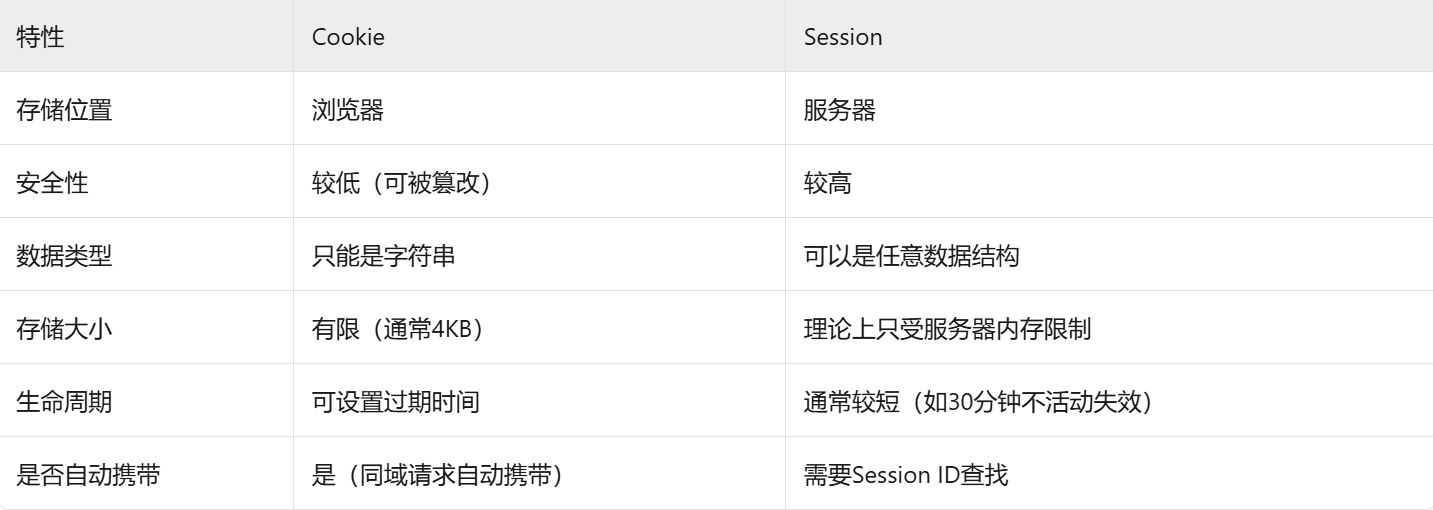 特性 Cookie Session
存储位置 浏览器 服务器
安全性 较低（可被篡改） 较高
数据类型 只能是字符串 可以是任意数据结构
存储大小 有限（通常4KB） 理论上只受服务器内存限制
生命周期 可设置过期时间 通常较短（如30分钟不活动失效）
是否自动携带 是（同域请求自动携带） 需要Session ID查找